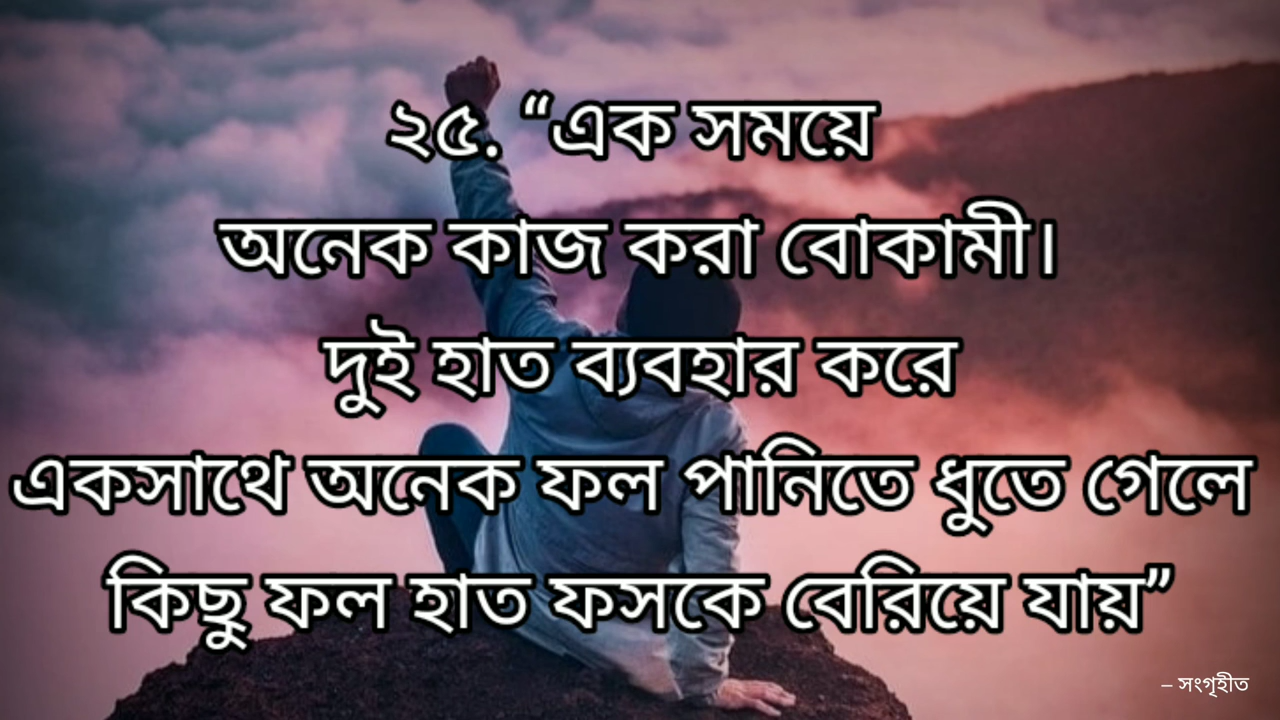 ২৫. “এক সময়ে
অনেক কাজ করা বোকামী।
দুই হাত ব্যবহার করে
একসাথে অনেক ফল পানিতে ধুতে গেলে
কিছু ফল হাত ফসকে বেরিয়ে যায়”
– সংগৃহীত